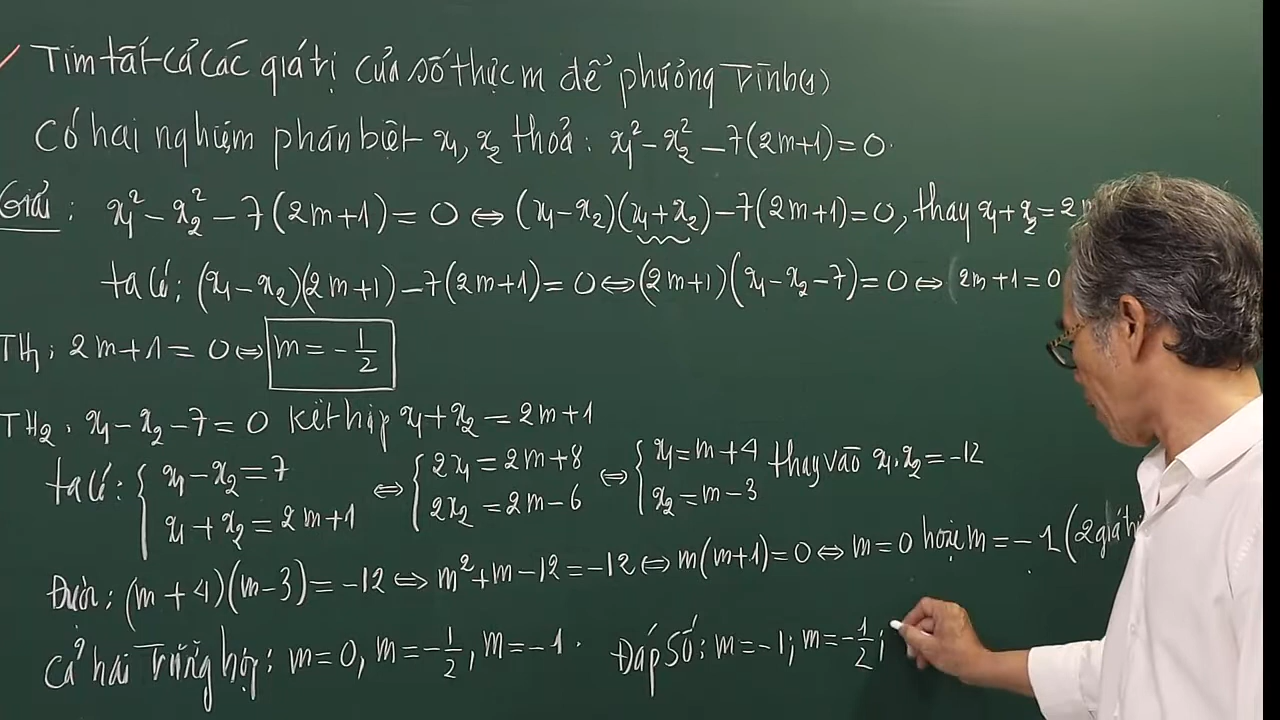 Tìm tất cả các giá trị của số thực m để phương trình (1)
Có hai nghiệm phân biệt x₁, x₂ thoả: x₁² - x₂² - 7(2m+1) = 0.
Giải: x₁² - x₂² - 7(2m+1) = 0 ⇔ (x₁ - x₂)(x₁ + x₂) - 7(2m+1) = 0, thay x₁ + x₂ = 2m
ta có: (x₁ - x₂)(2m+1) - 7(2m+1) = 0 ⇔ (2m+1)(x₁ - x₂ - 7) = 0 ⇔ (2m+1 = 0
TH₁: 2m+1 = 0 ⇔ m = -1/2
TH₂: x₁ - x₂ - 7 = 0 kết hợp x₁ + x₂ = 2m+1
ta có: { x₁ - x₂ = 7 ; x₁ + x₂ = 2m+1 ⇔ { 2x₁ = 2m+8 ; 2x₂ = 2m-6 ⇔ { x₁ = m+4 ; x₂ = m-3 thay vào x₁.x₂ = -12
Được: (m+4)(m-3) = -12 ⇔ m² + m - 12 = -12 ⇔ m(m+1) = 0 ⇔ m = 0 hoặc m = -1 (2 giá trị
Cả hai trường hợp: m = 0, m = -1/2, m = -1. Đáp số: m = -1; m = -1/2;